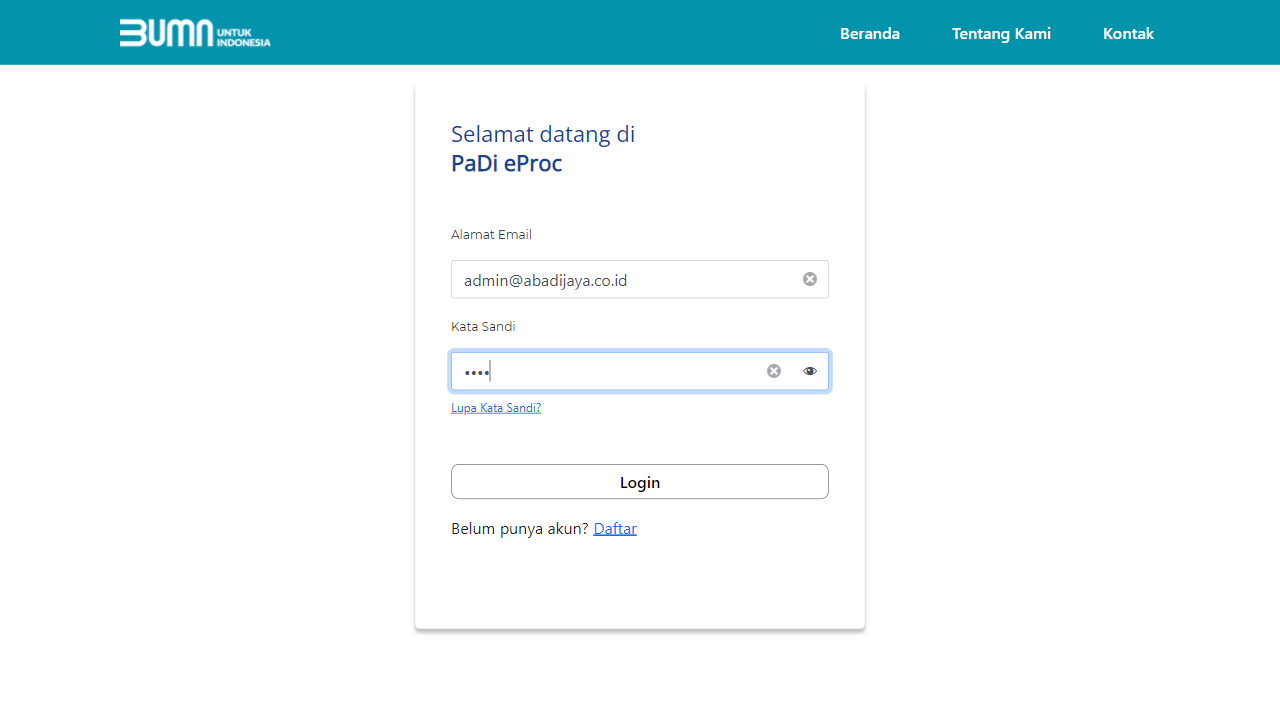 BUMN UNTUK INDONESIA
Beranda
Tentang Kami
Kontak
Selamat datang di
PaDi eProc
Alamat Email
admin@abadijaya.co.id
Kata Sandi
••••
Lupa Kata Sandi?
Login
Belum punya akun? Daftar